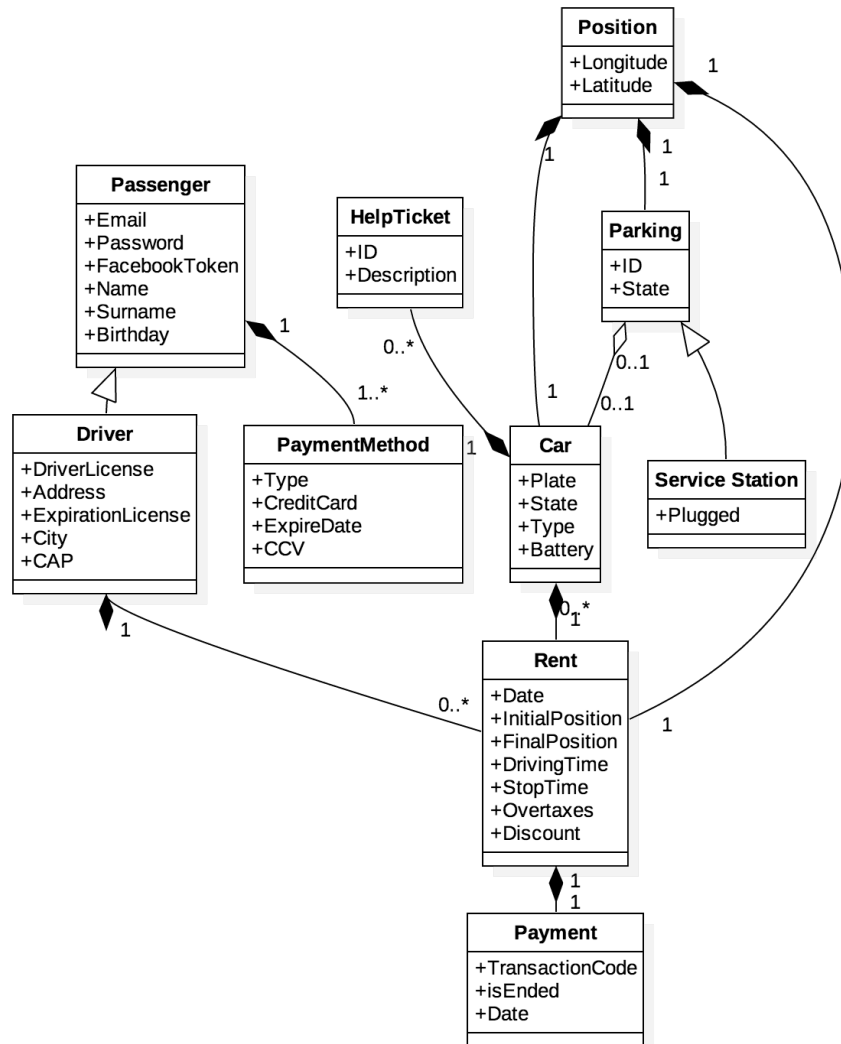 Position
+Longitude
+Latitude
1
1
1
1
Passenger
+Email
+Password
+FacebookToken
+Name
+Surname
+Birthday
HelpTicket
+ID
+Description
Parking
+ID
+State
1
0..*
0..1
1..*
1
0..1
Driver
+DriverLicense
+Address
+ExpirationLicense
+City
+CAP
PaymentMethod
+Type
+CreditCard
+ExpireDate
+CCV
1
Car
+Plate
+State
+Type
+Battery
Service Station
+Plugged
1
0..*
1
0..*
1
Rent
+Date
+InitialPosition
+FinalPosition
+DrivingTime
+StopTime
+Overtaxes
+Discount
1
1
Payment
+TransactionCode
+isEnded
+Date